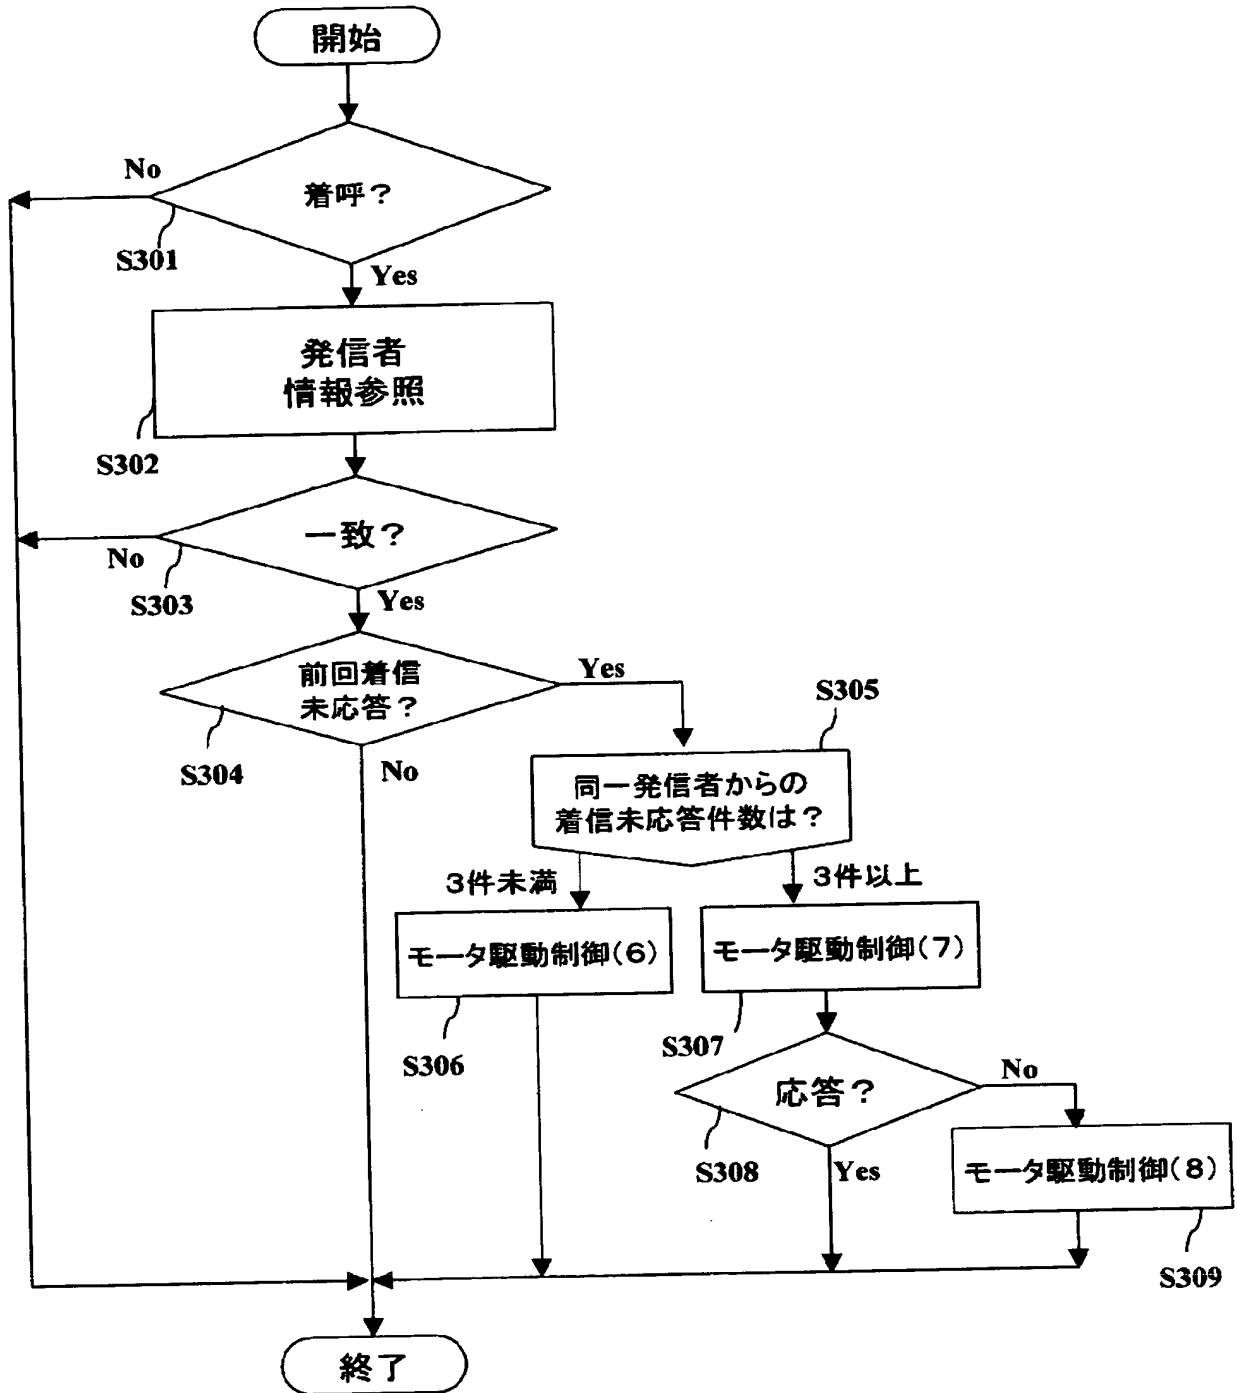 開始
No
着呼？
S301
Yes
発信者
情報参照
S302
一致？
No
S303
Yes
前回着信
未応答？
Yes
S304
No
S305
同一発信者からの
着信未応答件数は？
3件未満
3件以上
モータ駆動制御(6)
モータ駆動制御(7)
S306
S307
応答？
No
S308
Yes
モータ駆動制御(8)
S309
終了